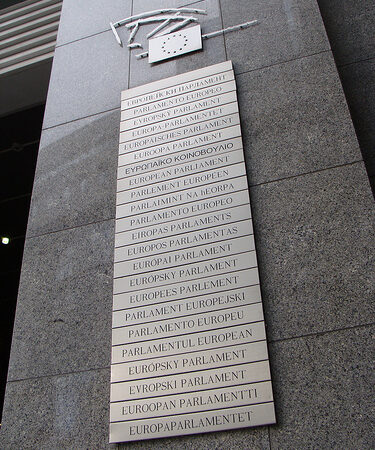 ЕВРОПЕЙСКИ ПАРЛАМЕНТ
PARLAMENTO EUROPEO
EVROPSKÝ PARLAMENT
EUROPA-PARLAMENTET
EUROPÄISCHES PARLAMENT
EUROOPA PARLAMENT
ΕΥΡΩΠΑΪΚΟ ΚΟΙΝΟΒΟΥΛΙΟ
EUROPEAN PARLIAMENT
PARLEMENT EUROPÉEN
PARLAIMINT NA hEORPA
PARLAMENTO EUROPEO
EIROPAS PARLAMENTS
EUROPOS PARLAMENTAS
EURÓPAI PARLAMENT
EUROPEES PARLEMENT
PARLAMENT EUROPEJSKI
PARLAMENTO EUROPEU
PARLAMENTUL EUROPEAN
EURÓPSKY PARLAMENT
EVROPSKI PARLAMENT
EUROOPAN PARLAMENTTI
EUROPAPARLAMENTET